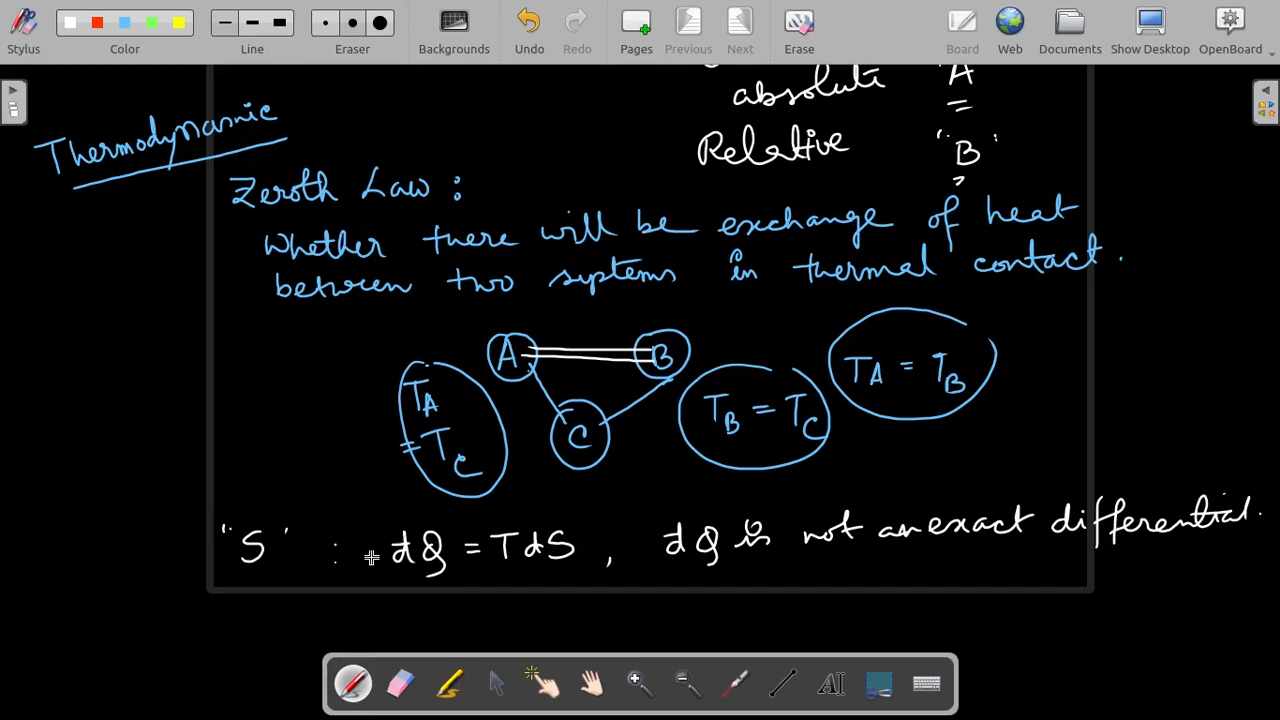 Stylus Color Line Eraser Backgrounds Undo Redo Pages Previous Next Erase Board Web Documents Show Desktop OpenBoard
absolute "A
Relative "B"
Thermodynamic
Zeroth Law :
Whether there will be exchange of heat
between two systems in thermal contact.
A B
C
TA
= TC
TB = TC
TA = TB
"S" : dQ = TdS , dQ is not an exact differential.